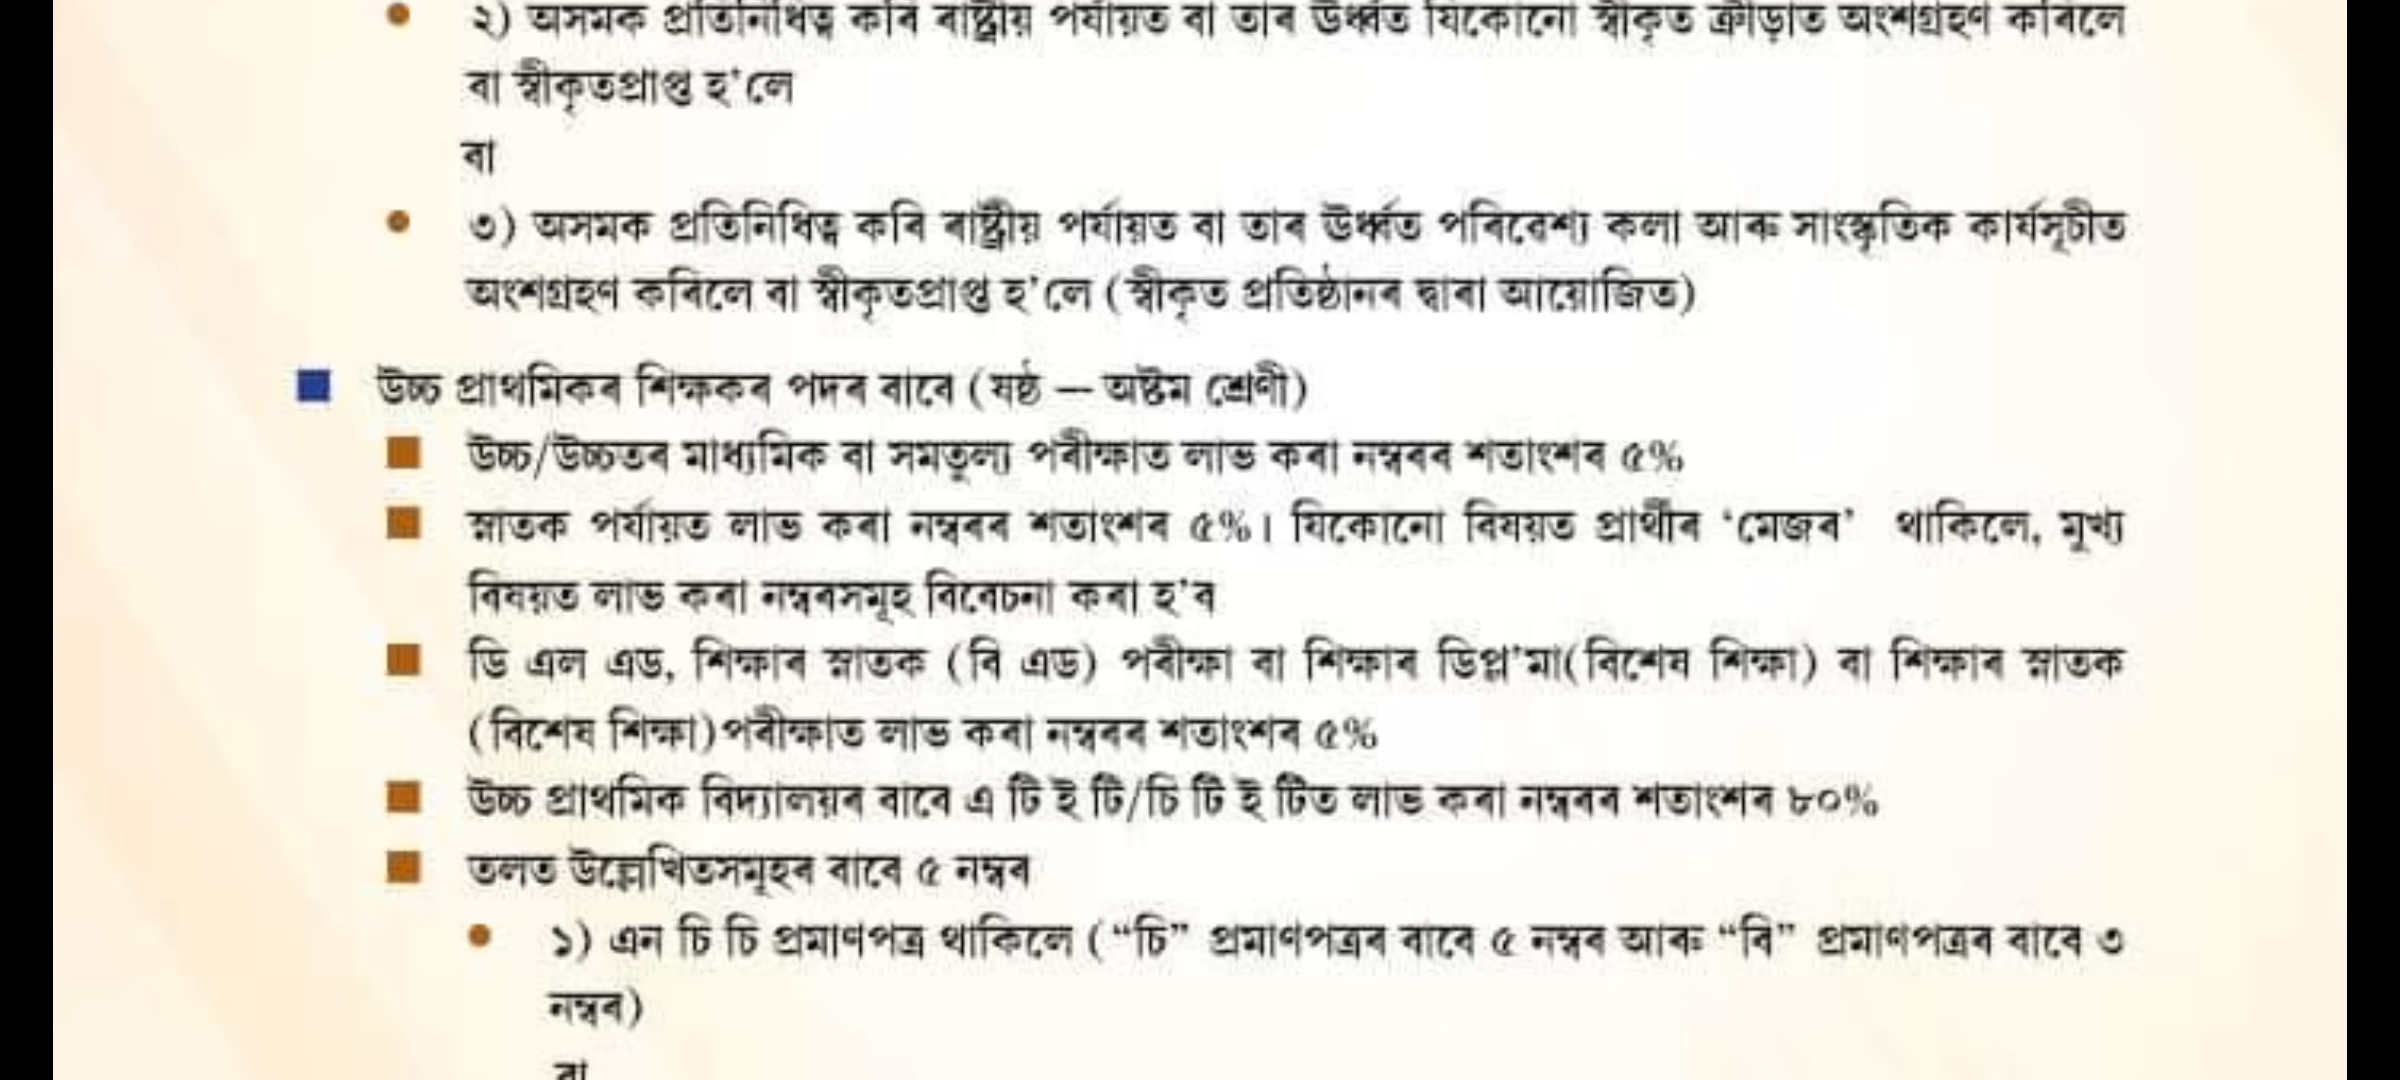 ২) অসমক প্ৰতিনিধিত্ব কৰি ৰাষ্ট্ৰীয় পৰ্যায়ত বা তাৰ ঊৰ্ধ্বত যিকোনো স্বীকৃত ক্ৰীড়াত অংশগ্ৰহণ কৰিলে
বা স্বীকৃতপ্ৰাপ্ত হ’লে
বা
৩) অসমক প্ৰতিনিধিত্ব কৰি ৰাষ্ট্ৰীয় পৰ্যায়ত বা তাৰ ঊৰ্ধ্বত পৰিৱেশ্য কলা আৰু সাংস্কৃতিক কাৰ্যসূচীত
অংশগ্ৰহণ কৰিলে বা স্বীকৃতপ্ৰাপ্ত হ’লে (স্বীকৃত প্ৰতিষ্ঠানৰ দ্বাৰা আয়োজিত)
উচ্চ প্ৰাথমিকৰ শিক্ষকৰ পদৰ বাবে (ষষ্ঠ – অষ্টম শ্ৰেণী)
উচ্চ/উচ্চতৰ মাধ্যমিক বা সমতুল্য পৰীক্ষাত লাভ কৰা নম্বৰৰ শতাংশৰ ৫%
স্নাতক পৰ্যায়ত লাভ কৰা নম্বৰৰ শতাংশৰ ৫%। যিকোনো বিষয়ত প্ৰাৰ্থীৰ ‘মেজৰ’ থাকিলে, মুখ্য
বিষয়ত লাভ কৰা নম্বৰসমূহ বিবেচনা কৰা হ’ব
ডি এল এড, শিক্ষাৰ স্নাতক (বি এড) পৰীক্ষা বা শিক্ষাৰ ডিপ্ল’মা(বিশেষ শিক্ষা) বা শিক্ষাৰ স্নাতক
(বিশেষ শিক্ষা)পৰীক্ষাত লাভ কৰা নম্বৰৰ শতাংশৰ ৫%
উচ্চ প্ৰাথমিক বিদ্যালয়ৰ বাবে এ টি ই টি/চি টি ই টিত লাভ কৰা নম্বৰৰ শতাংশৰ ৮০%
তলত উল্লেখিতসমূহৰ বাবে ৫ নম্বৰ
১) এন চি চি প্ৰমাণপত্ৰ থাকিলে (“চি” প্ৰমাণপত্ৰৰ বাবে ৫ নম্বৰ আৰু “বি” প্ৰমাণপত্ৰৰ বাবে ৩
নম্বৰ)
বা